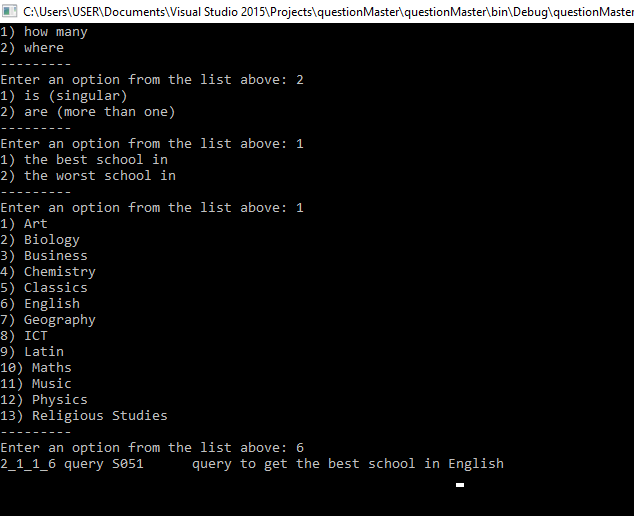 C:\Users\USER\Documents\Visual Studio 2015\Projects\questionMaster\questionMaster\bin\Debug\questionMaster
1) how many
2) where
---------
Enter an option from the list above: 2
1) is (singular)
2) are (more than one)
---------
Enter an option from the list above: 1
1) the best school in
2) the worst school in
---------
Enter an option from the list above: 1
1) Art
2) Biology
3) Business
4) Chemistry
5) Classics
6) English
7) Geography
8) ICT
9) Latin
10) Maths
11) Music
12) Physics
13) Religious Studies
---------
Enter an option from the list above: 6
2_1_1_6 query S051      query to get the best school in English